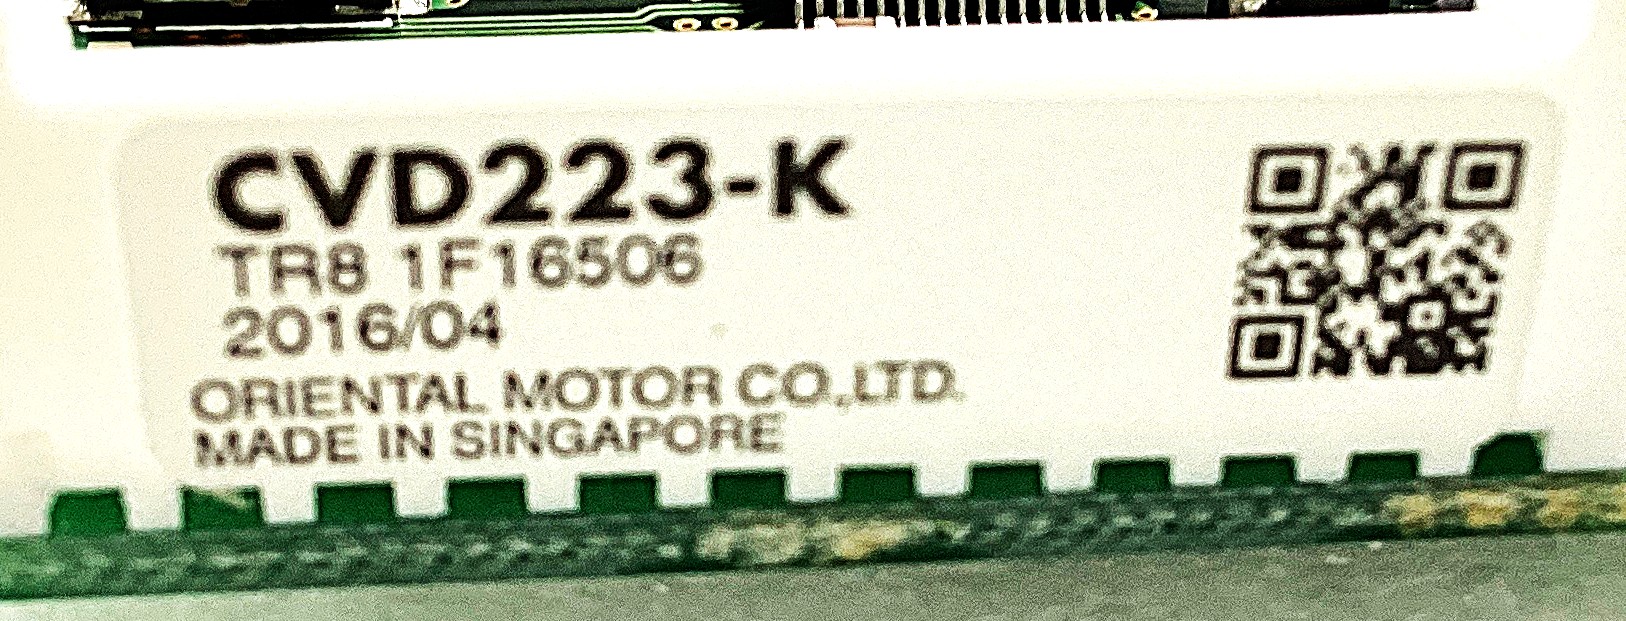 CVD223-K
TR8 1F16506
2016/04
ORIENTAL MOTOR CO.,LTD.
MADE IN SINGAPORE